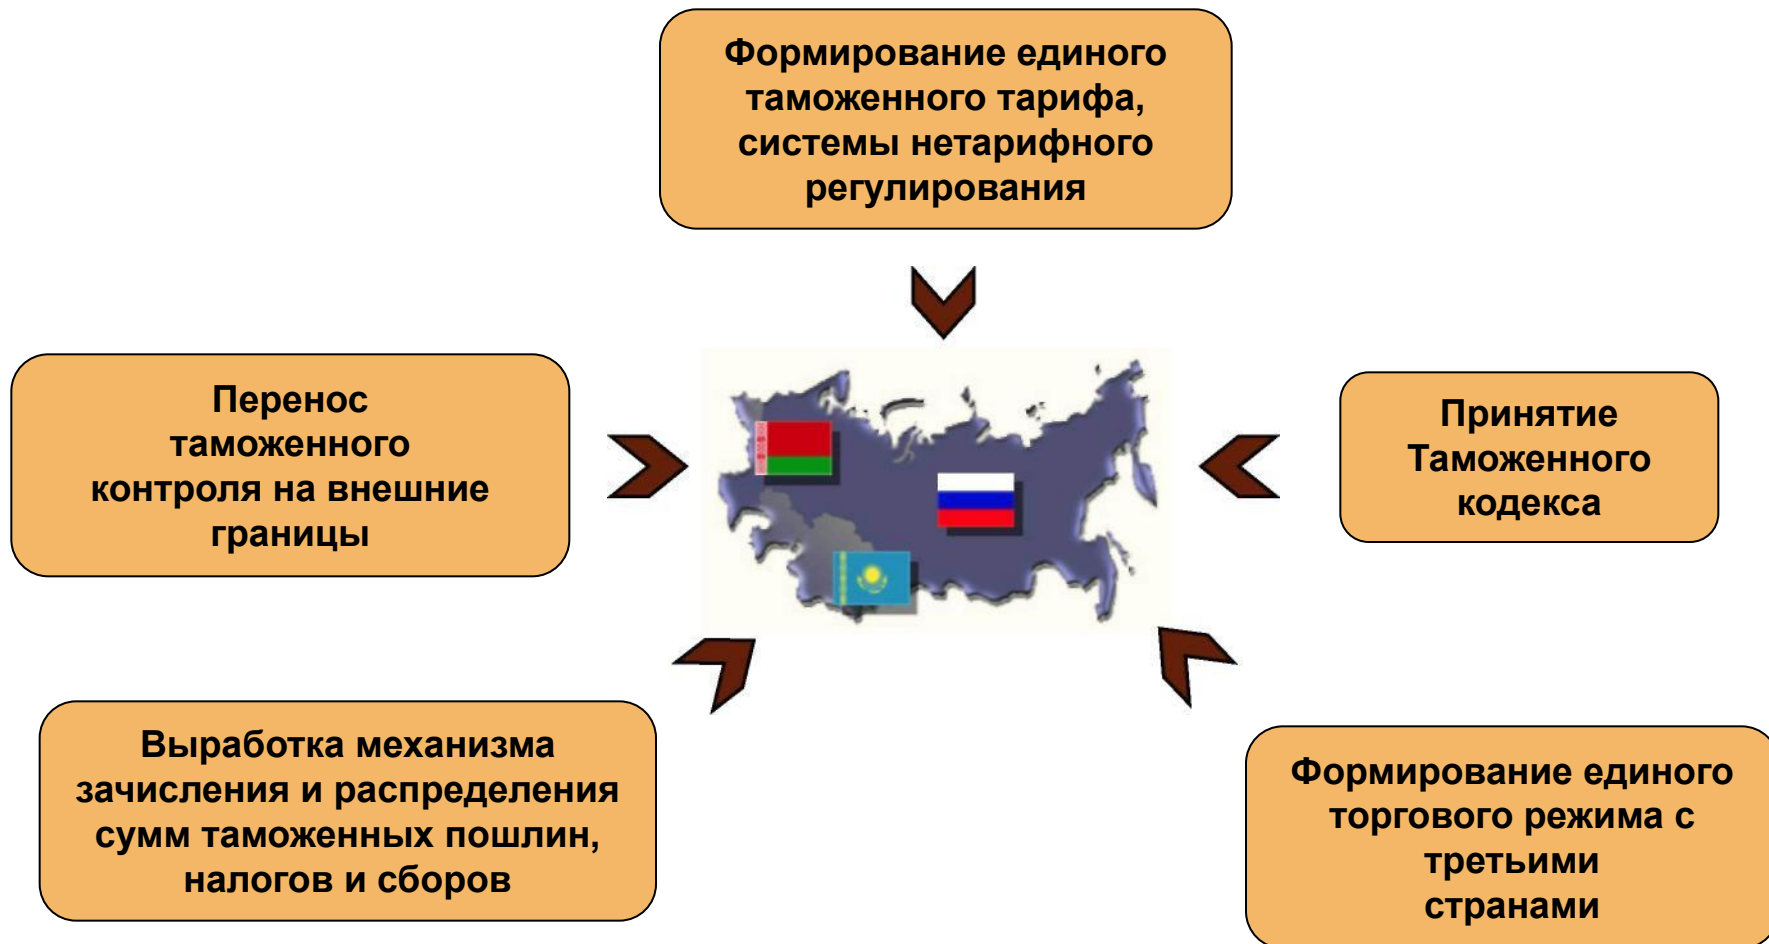 Формирование единого
таможенного тарифа,
системы нетарифного
регулирования
Перенос
таможенного
контроля на внешние
границы
Принятие
Таможенного
кодекса
Выработка механизма
зачисления и распределения
сумм таможенных пошлин,
налогов и сборов
Формирование единого
торгового режима с
третьими
странами